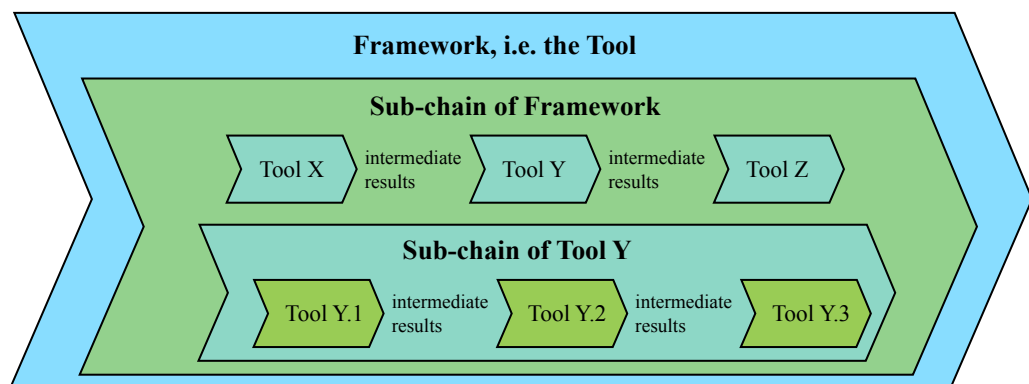 Framework, i.e. the Tool
Sub-chain of Framework
Tool X
intermediate
results
Tool Y
intermediate
results
Tool Z
Sub-chain of Tool Y
Tool Y.1
intermediate
results
Tool Y.2
intermediate
results
Tool Y.3